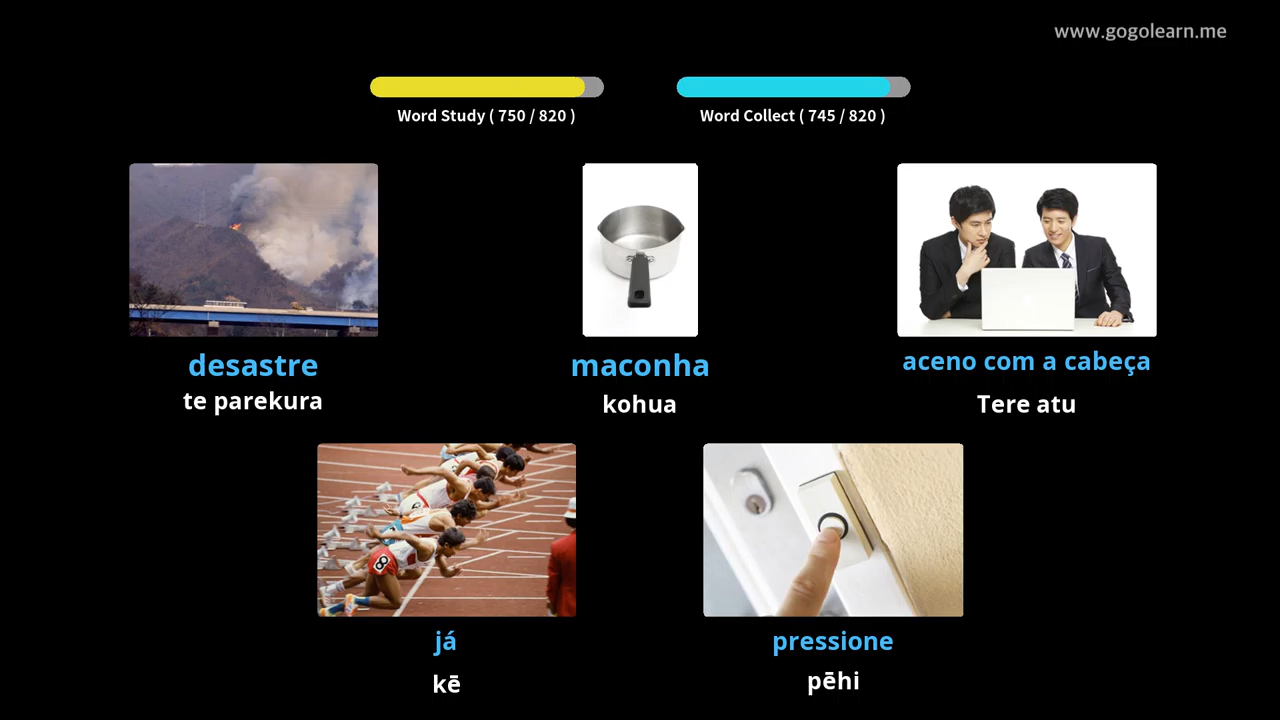 www.gogolearn.me
Word Study ( 750 / 820 )
Word Collect ( 745 / 820 )
desastre
te parekura
maconha
kohua
aceno com a cabeça
Tere atu
8
já
kē
pressione
pēhi